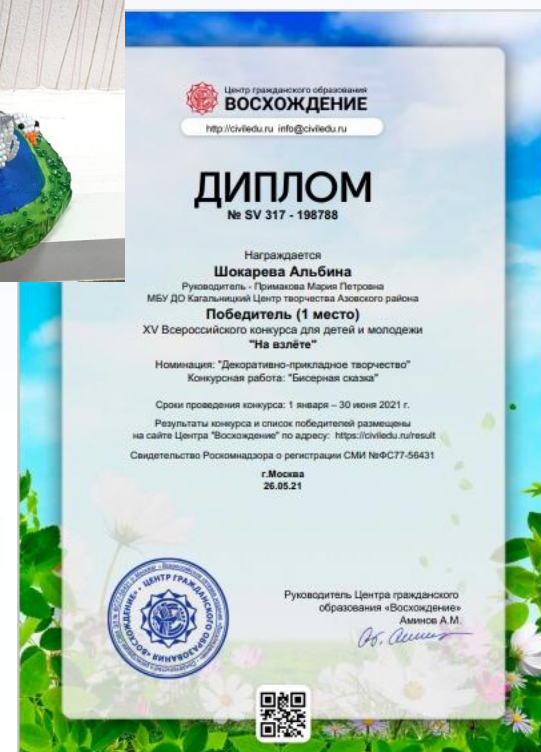 Центр гражданского образования
ВОСХОЖДЕНИЕ
http://civiledu.ru info@civiledu.ru
ДИПЛОМ
№ SV 317 - 198788
Награждается
Шокарева Альбина
Руководитель - Примакова Мария Петровна
МБУ ДО Кагальницкий Центр творчества Азовского района
Победитель (1 место)
XV Всероссийского конкурса для детей и молодежи
"На взлёте"
Номинация: "Декоративно-прикладное творчество"
Конкурсная работа: "Бисерная сказка"
Сроки проведения конкурса: 1 января – 30 июня 2021 г.
Результаты конкурса и список победителей размещены
на сайте Центра "Восхождение" по адресу: https://civiledu.ru/result
Свидетельство Роскомнадзора о регистрации СМИ №ФС77-56431
г.Москва
26.05.21
ЦЕНТР ГРАЖДАНСКОГО ОБРАЗОВАНИЯ «ВОСХОЖДЕНИЕ»
Руководитель Центра гражданского
образования «Восхождение»
Аминов А.М.